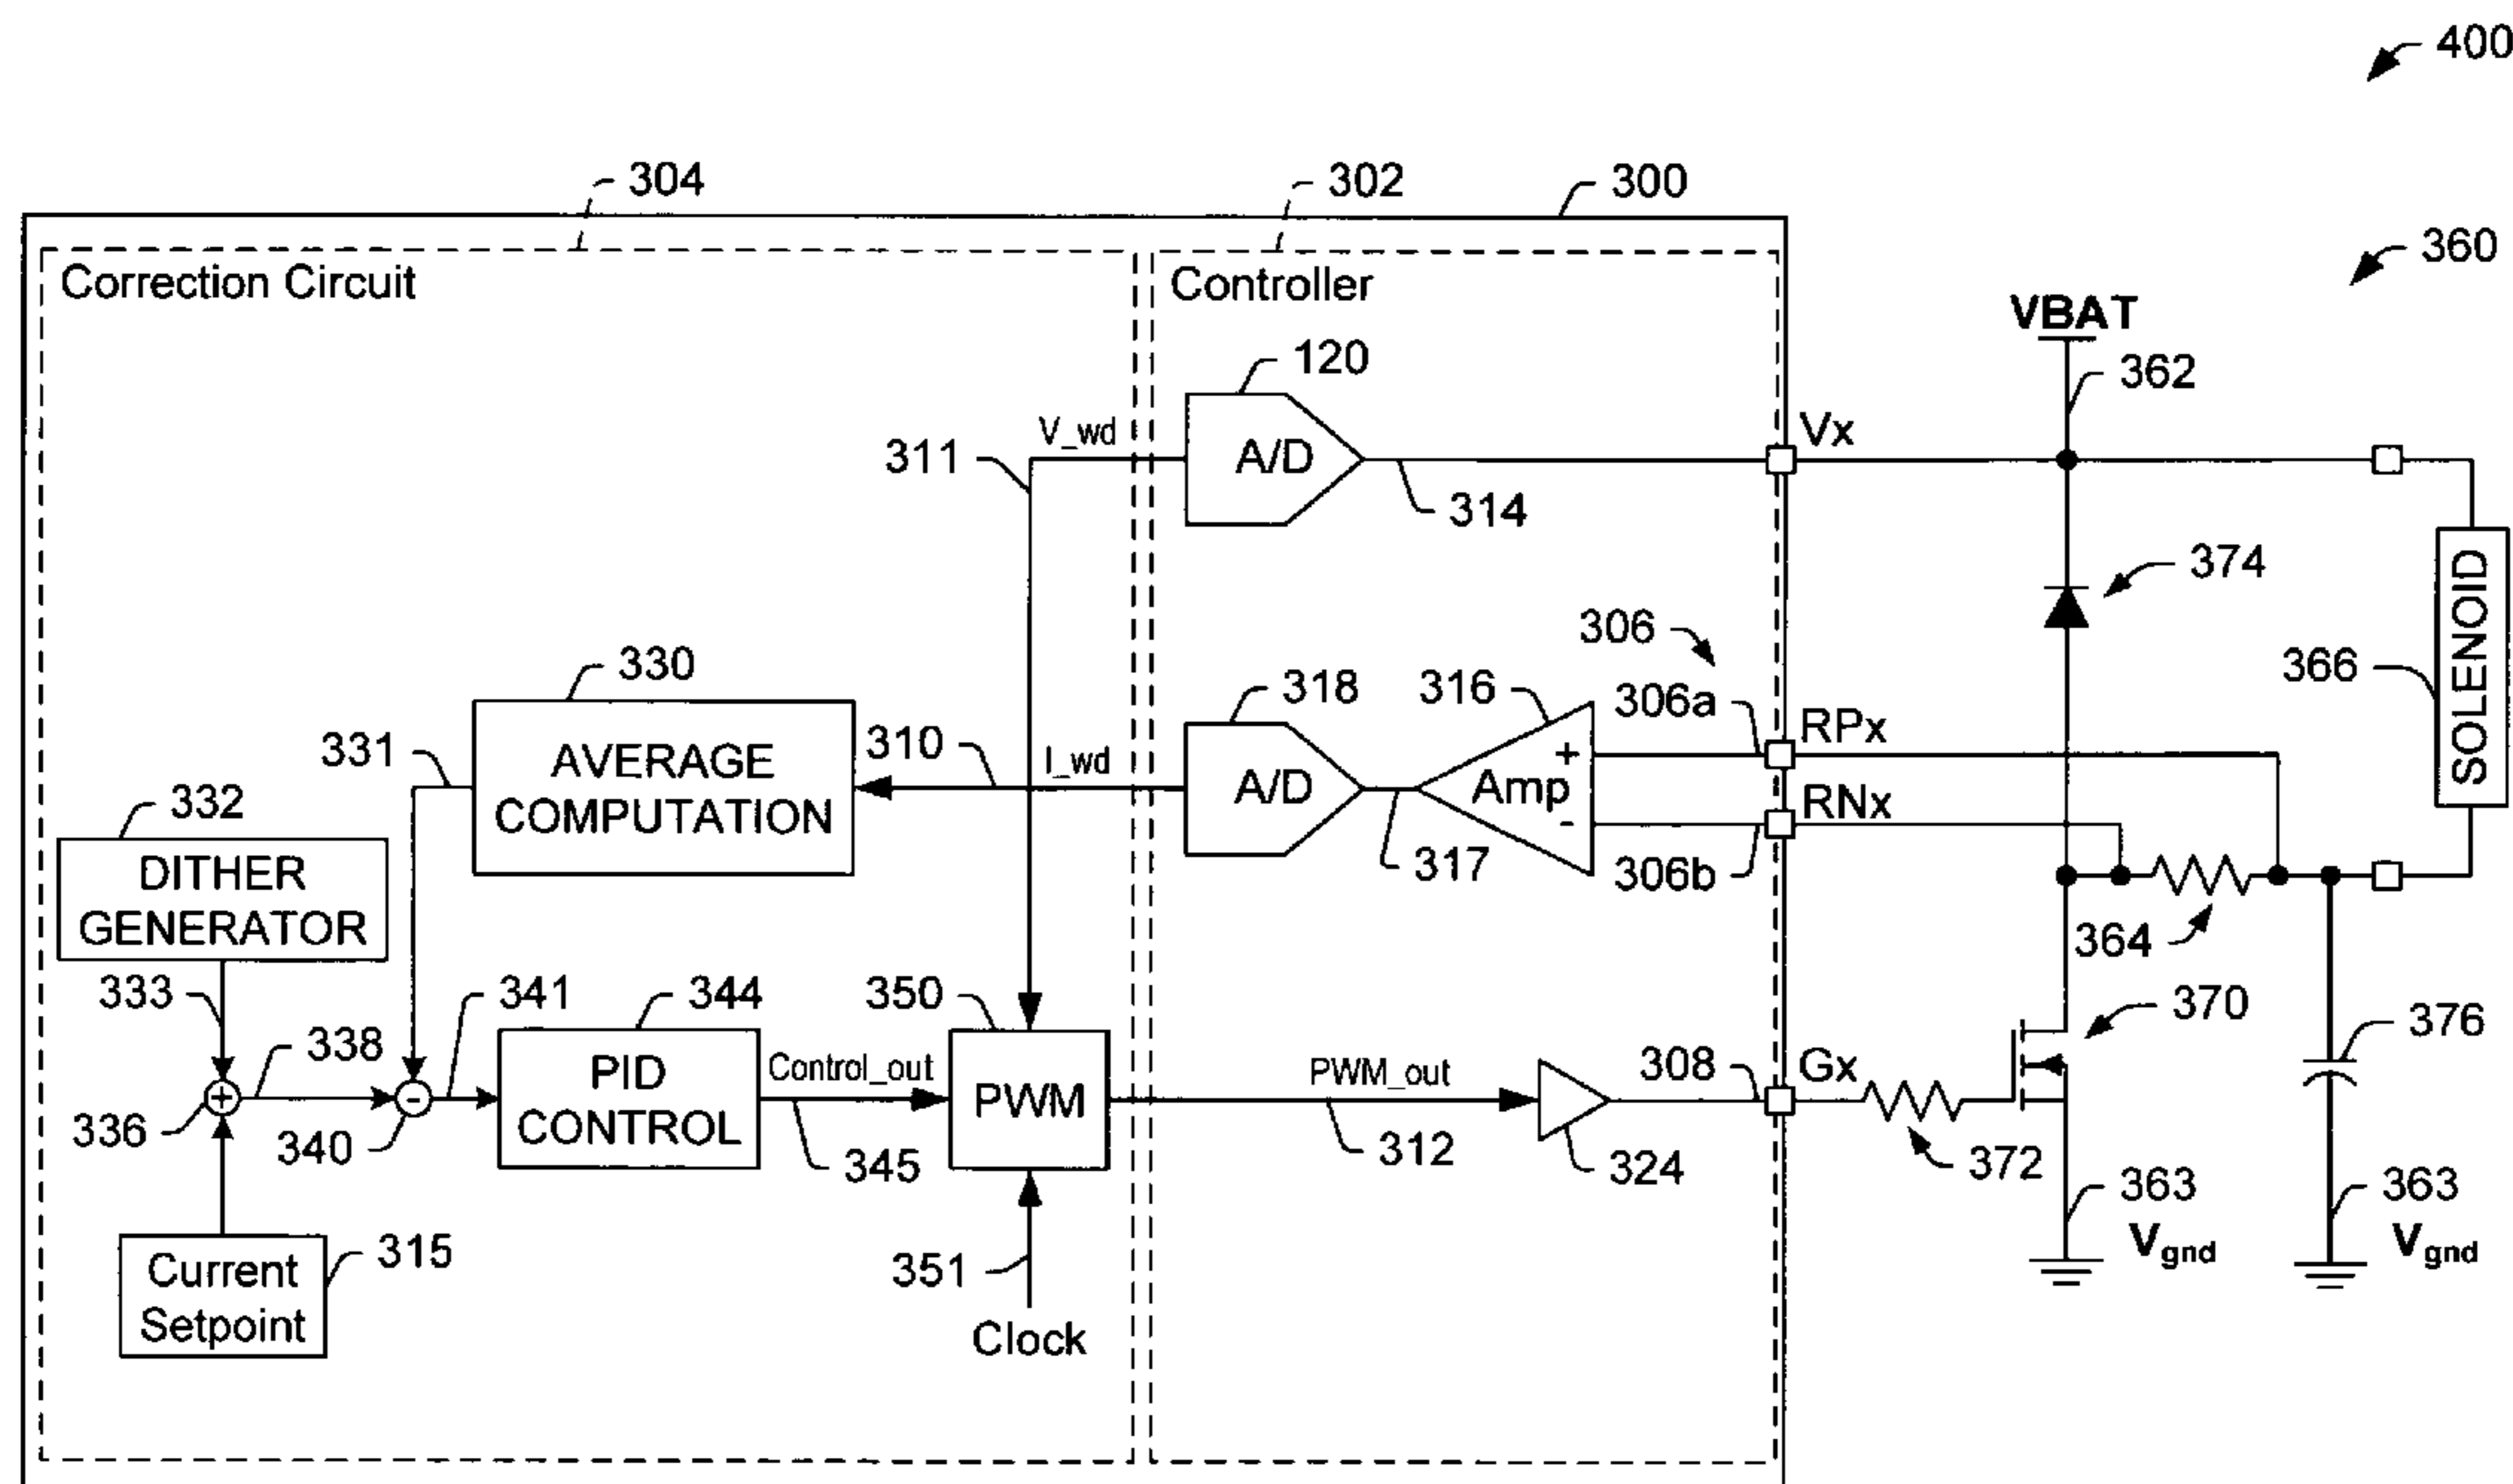 400
304
302
300
360
Correction Circuit
Controller
VBAT
120
362
V_wd
A/D
Vx
311
314
374
SOLENOID
306
366
330
318
316
306a
RPx
331
AVERAGE
COMPUTATION
310
I_wd
A/D
Amp
+
-
RNx
332
317
306b
DITHER
GENERATOR
364
333
341
344
350
370
376
338
PID
CONTROL
Control_out
PWM
PWM_out
308
Gx
+
-
336
340
345
312
324
372
363
Vgnd
363
Vgnd
315
Current
Setpoint
351
Clock